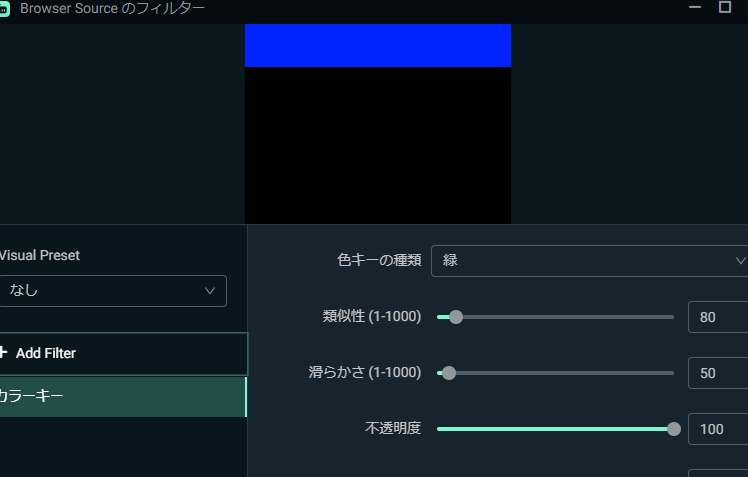 Browser Source のフィルター
Visual Preset
なし
Add Filter
カラーキー
色キーの種類 緑
類似性 (1-1000) 80
滑らかさ (1-1000) 50
不透明度 100